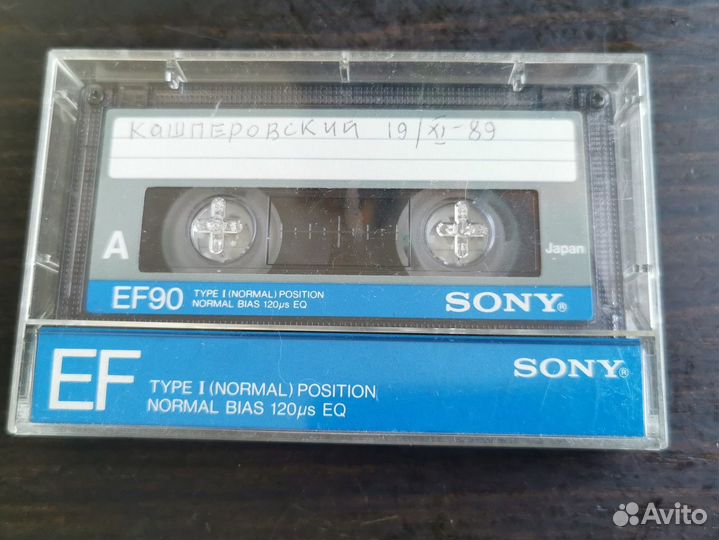 Кашперовский 19/XI-89
A
Japan
EF90 TYPE I (NORMAL) POSITION
NORMAL BIAS 120µs EQ
SONY®
EF
TYPE I (NORMAL) POSITION
NORMAL BIAS 120µs EQ
SONY®
Avito